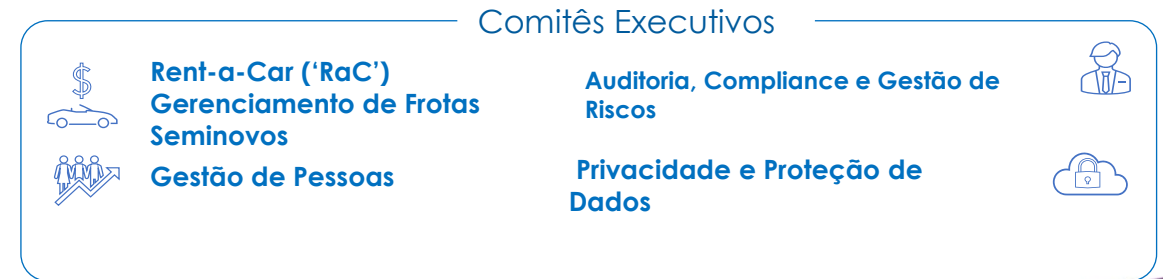 Comitês Executivos
Rent-a-Car (‘RaC’)
Gerenciamento de Frotas
Seminovos
Gestão de Pessoas
Auditoria, Compliance e Gestão de
Riscos
Privacidade e Proteção de
Dados